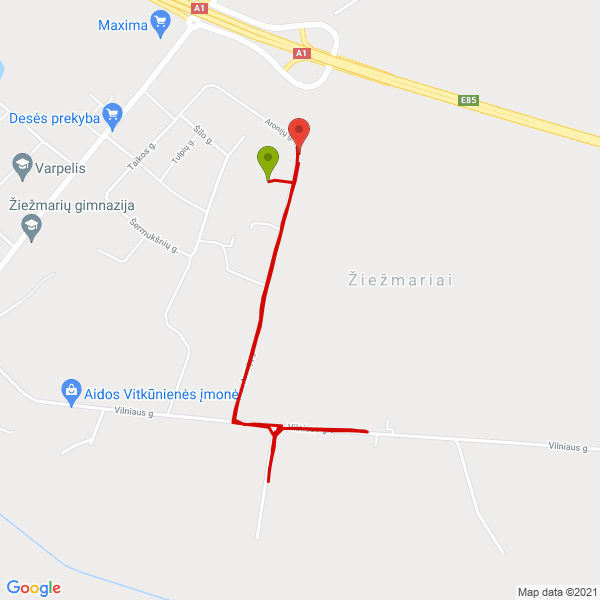 A1
Maxima
A1
E85
Desės prekyba
Aronijų g.
Šilo g.
Taikos g.
Tulpių g.
Varpelis
Žiežmarių gimnazija
Šermukšnių g.
Žiežmariai
Aidos Vitkūnienės įmonė
Vilniaus g.
Vilniaus g.
Vilniaus g.
Google
Map data ©2021